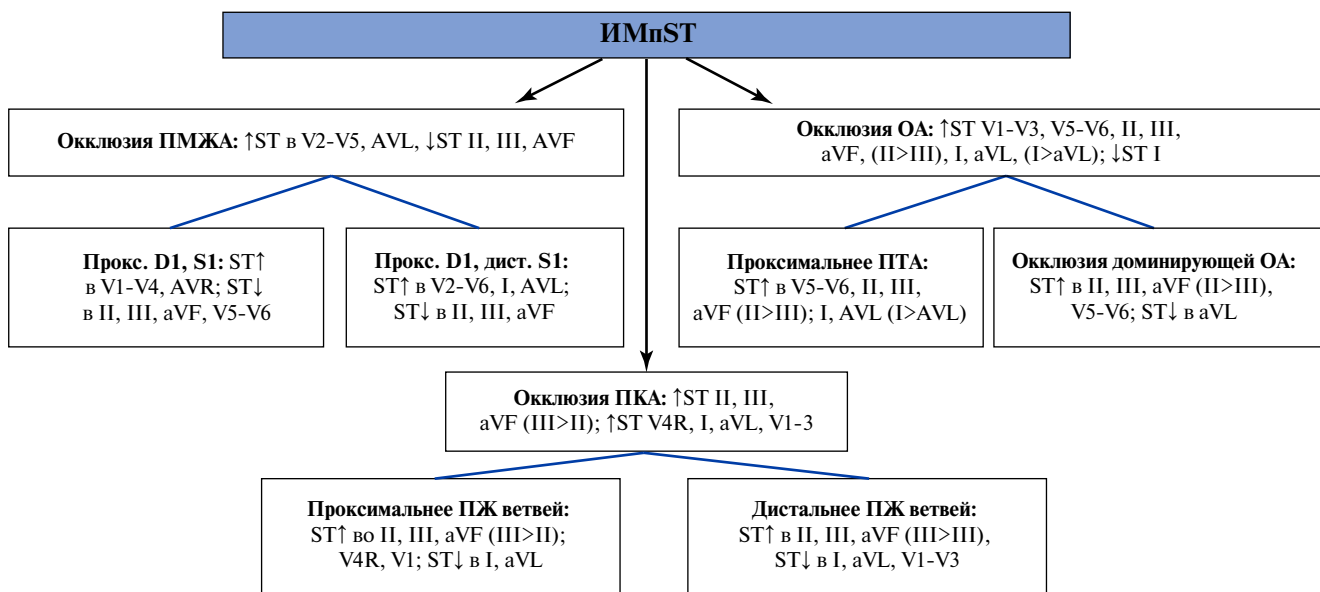 ИМпST
Окклюзия ПМЖА: ↑ST в V2-V5, AVL, ↓ST II, III, AVF
Окклюзия ОА: ↑ST V1-V3, V5-V6, II, III,
aVF, (II>III), I, aVL, (I>aVL); ↓ST I
Прокс. D1, S1: ST↑
в V1-V4, AVR; ST↓
в II, III, aVF, V5-V6
Прокс. D1, дист. S1:
ST↑ в V2-V6, I, AVL;
ST↓ в II, III, aVF
Проксимальнее ПТА:
ST↑ в V5-V6, II, III,
aVF (II>III); I, AVL (I>AVL)
Окклюзия доминирующей ОА:
ST↑ в II, III, aVF (II>III),
V5-V6; ST↓ в aVL
Окклюзия ПКА: ↑ST II, III,
aVF (III>II); ↑ST V4R, I, aVL, V1-3
Проксимальнее ПЖ ветвей:
ST↑ во II, III, aVF (III>II);
V4R, V1; ST↓ в I, aVL
Дистальнее ПЖ ветвей:
ST↑ в II, III, aVF (III>III),
ST↓ в I, aVL, V1-V3